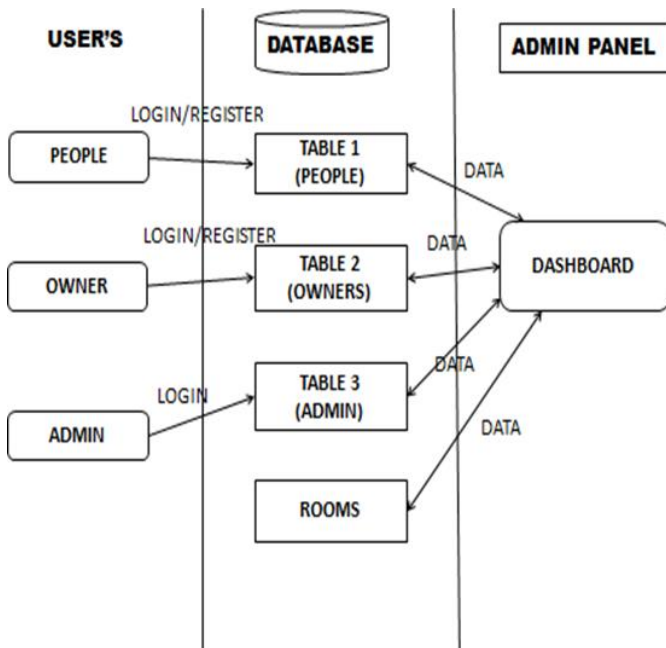 USER'S
DATABASE
ADMIN PANEL
LOGIN/REGISTER
PEOPLE
TABLE 1
(PEOPLE)
DATA
LOGIN/REGISTER
OWNER
TABLE 2
(OWNERS)
DATA
DASHBOARD
LOGIN
ADMIN
TABLE 3
(ADMIN)
DATA
DATA
ROOMS